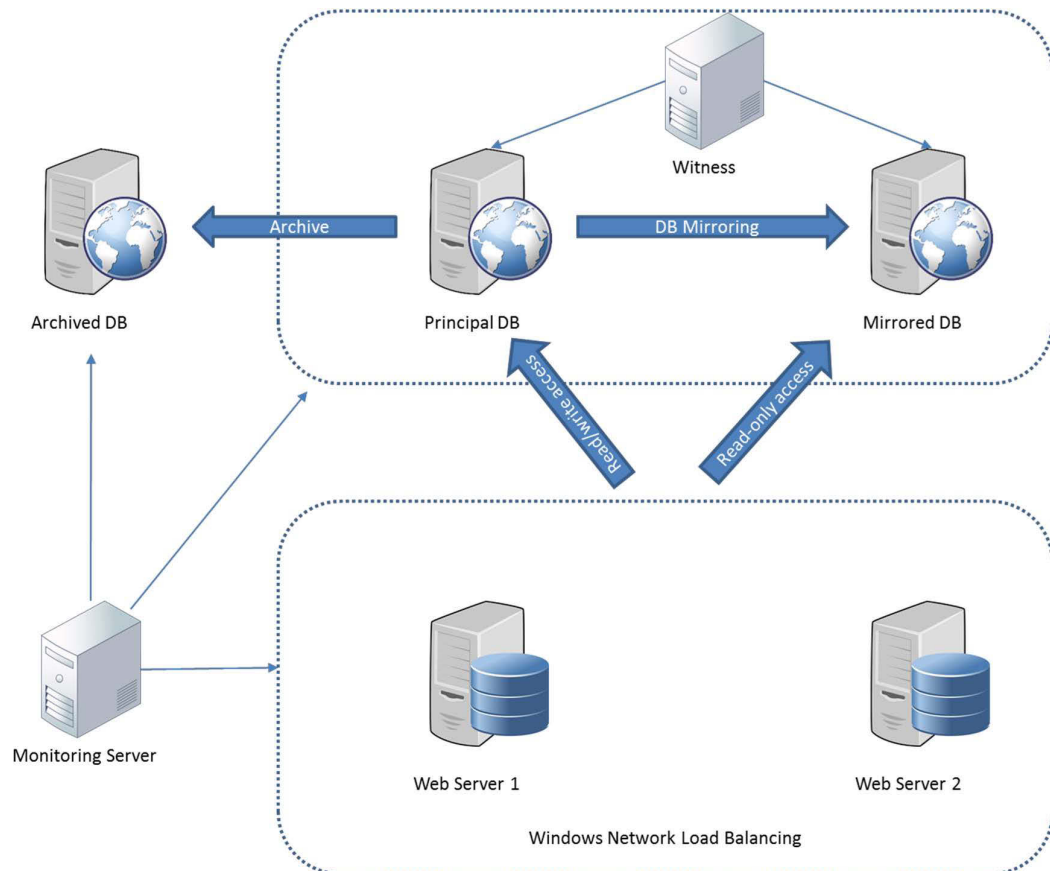 Witness
Archive
DB Mirroring
Archived DB
Principal DB
Mirrored DB
Read/write access
Read-only access
Monitoring Server
Web Server 1
Web Server 2
Windows Network Load Balancing